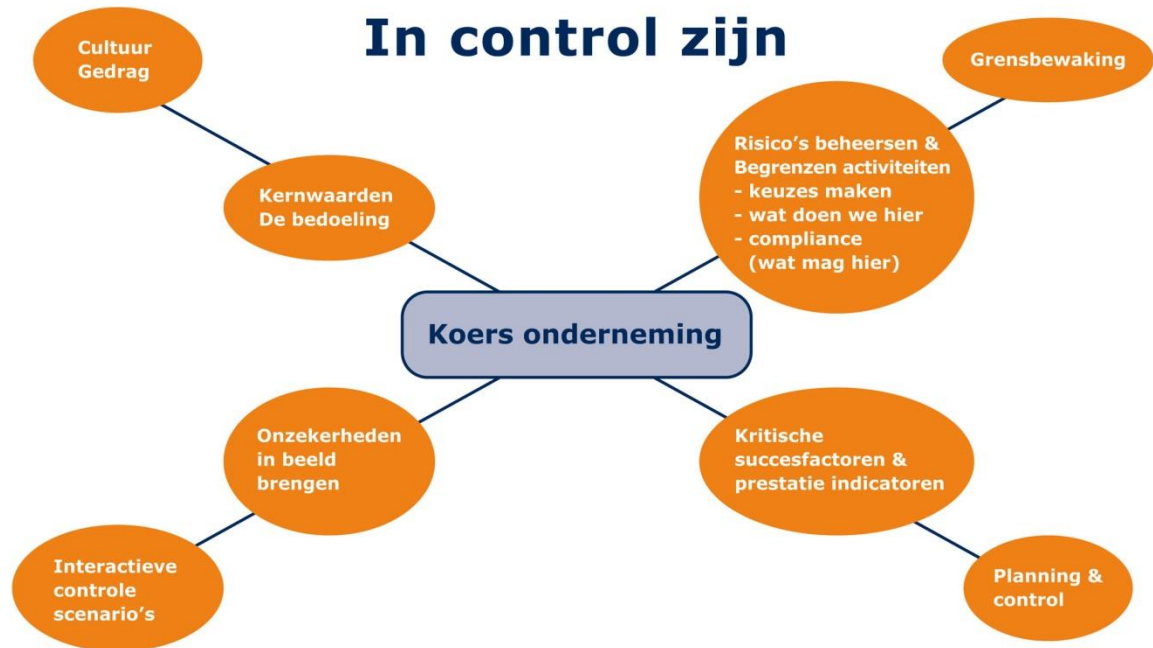 In control zijn
Cultuur
Gedrag
Grensbewaking
Kernwaarden
De bedoeling
Risico's beheersen &
Begrenzen activiteiten
- keuzes maken
- wat doen we hier
- compliance
(wat mag hier)
Koers onderneming
Onzekerheden
in beeld
brengen
Kritische
succesfactoren &
prestatie indicatoren
Interactieve
controle
scenario's
Planning &
control